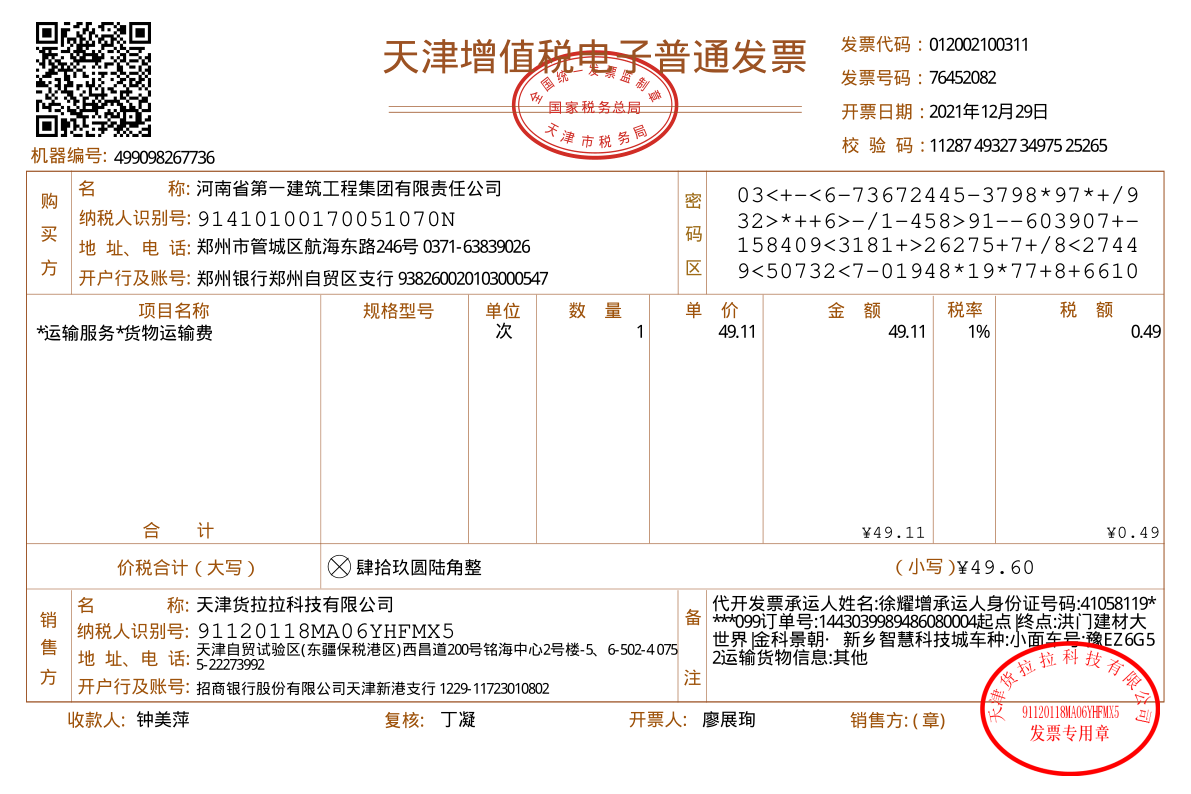 天津增值税电子普通发票
全国统一发票监制章
国家税务总局
天津市税务局
发票代码：012002100311
发票号码：76452082
开票日期：2021年12月29日
校 验 码：11287 49327 34975 25265
机器编号: 499098267736
购买方
名 称: 河南省第一建筑工程集团有限责任公司
纳税人识别号: 91410100170051070N
地 址、电 话: 郑州市管城区航海东路246号 0371-63839026
开户行及账号: 郑州银行郑州自贸区支行 938260020103000547
密码区
03<+-<6-73672445-3798*97*+/9
32>*++6>-/1-458>91--603907+-
158409<3181+>26275+7+/8<2744
9<50732<7-01948*19*77+8+6610
项目名称 规格型号 单位 数 量 单 价 金 额 税率 税 额
*运输服务*货物运输费 次 1 49.11 49.11 1% 0.49
合 计 ¥49.11 ¥0.49
价税合计（大写） ⊗肆拾玖圆陆角整 （小写）¥49.60
销售方
名 称: 天津货拉拉科技有限公司
纳税人识别号: 91120118MA06YHFMX5
地 址、电 话: 天津自贸试验区(东疆保税港区)西昌道200号铭海中心2号楼-5、6-502-4 075
5-22273992
开户行及账号: 招商银行股份有限公司天津新港支行 1229-11723010802
备注
代开发票承运人姓名:徐耀增承运人身份证号码:41058119*
***099订单号:1443039989486080004起点|终点:洪门建材大
世界|金科景朝· 新乡智慧科技城车种:小面车号:豫EZ6G5
2运输货物信息:其他
收款人: 钟美萍 复核: 丁凝 开票人: 廖展珣 销售方: (章)
天津货拉拉科技有限公司
91120118MA06YHFMX5
发票专用章